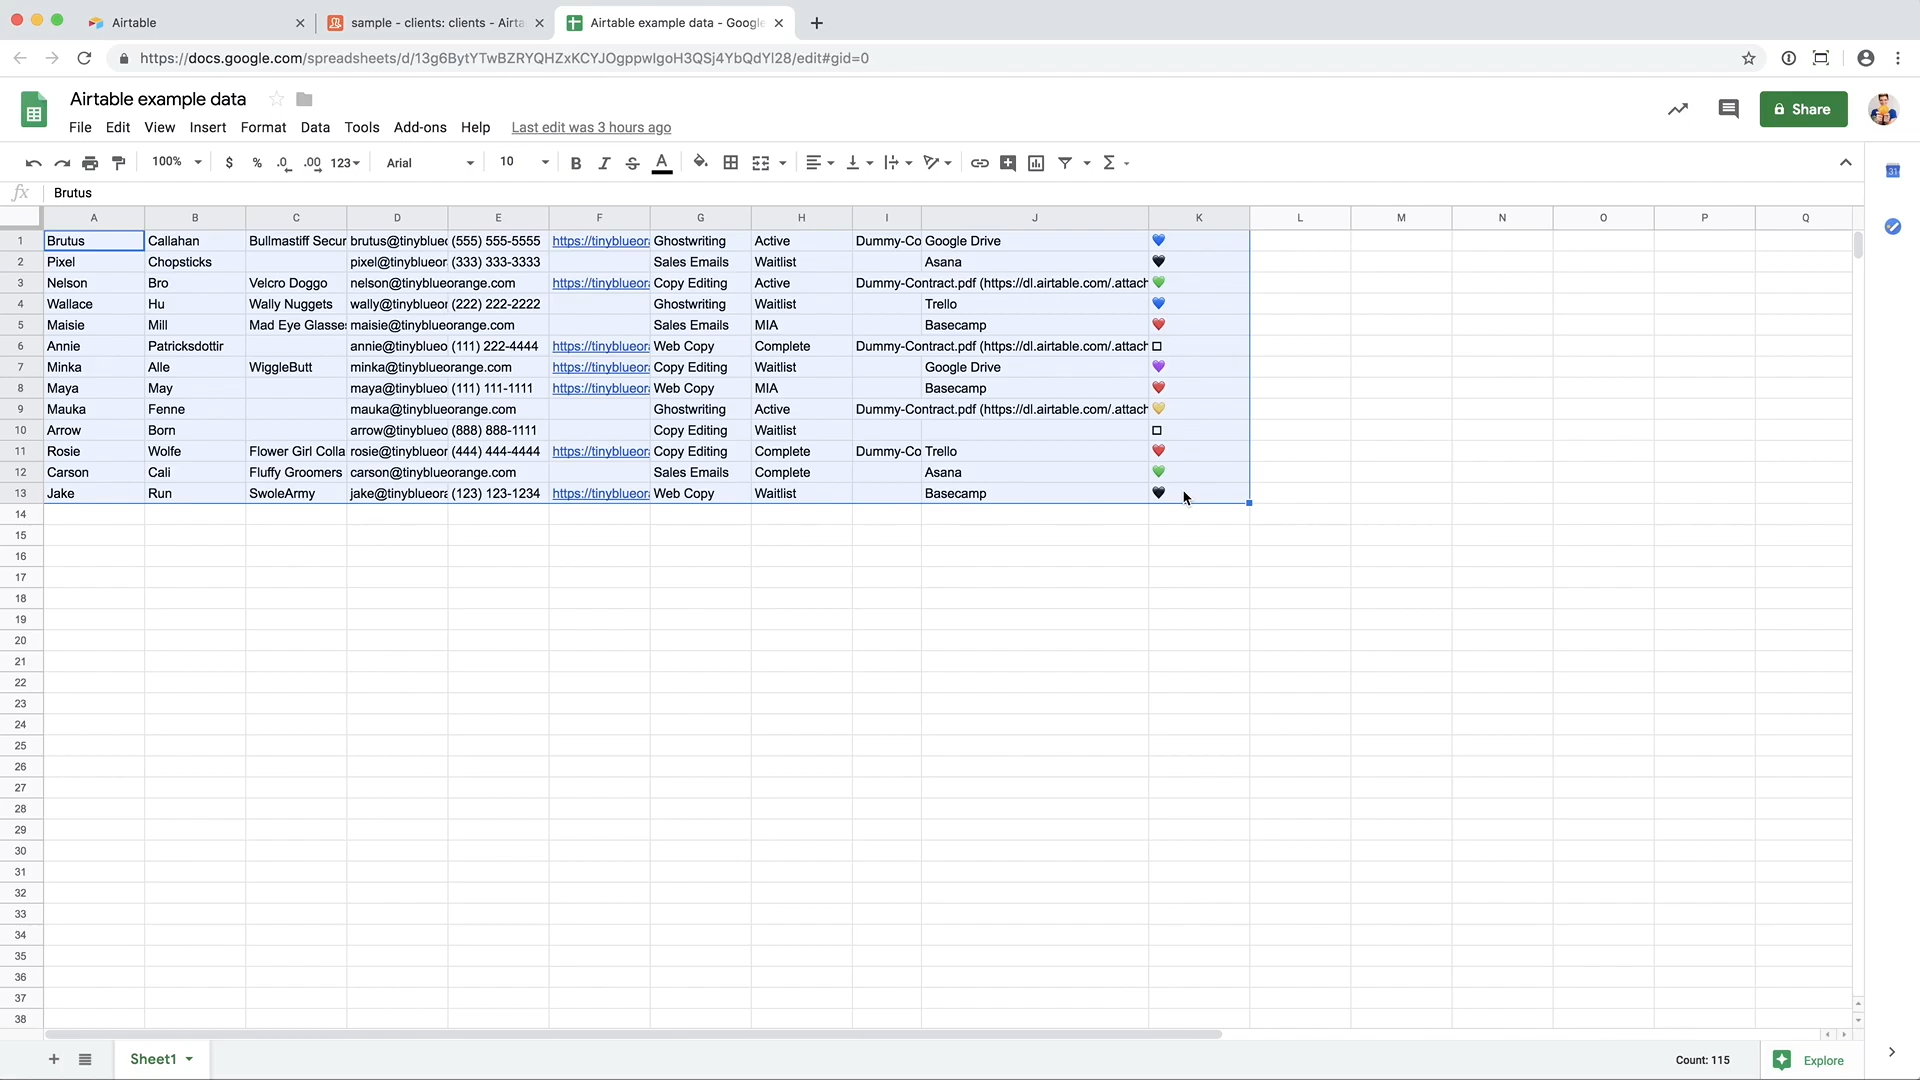 Airtable
sample - clients: clients - Airta
Airtable example data - Google
https://docs.google.com/spreadsheets/d/13g6BytYTwBZRYQHZxKCYJOgppwIgoH3QSj4YbQdYl28/edit#gid=0
Airtable example data
Share
File Edit View Insert Format Data Tools Add-ons Help Last edit was 3 hours ago
100% $ % .0 .00 123 Arial 10 B I S A Σ
31
fx Brutus
A B C D E F G H I J K L M N O P Q
1 Brutus Callahan Bullmastiff Secur brutus@tinybluec (555) 555-5555 https://tinyblueora Ghostwriting Active Dummy-Co Google Drive 💙
2 Pixel Chopsticks pixel@tinyblueor (333) 333-3333 Sales Emails Waitlist Asana 🖤
3 Nelson Bro Velcro Doggo nelson@tinyblueorange.com https://tinyblueora Copy Editing Active Dummy-Contract.pdf (https://dl.airtable.com/.attach 💚
4 Wallace Hu Wally Nuggets wally@tinyblueor (222) 222-2222 Ghostwriting Waitlist Trello 💙
5 Maisie Mill Mad Eye Glasses maisie@tinyblueorange.com Sales Emails MIA Basecamp ❤️
6 Annie Patricksdottir annie@tinyblueo (111) 222-4444 https://tinyblueora Web Copy Complete Dummy-Contract.pdf (https://dl.airtable.com/.attach
7 Minka Alle WiggleButt minka@tinyblueorange.com https://tinyblueora Copy Editing Waitlist Google Drive 💜
8 Maya May maya@tinyblueo (111) 111-1111 https://tinyblueora Web Copy MIA Basecamp ❤️
9 Mauka Fenne mauka@tinyblueorange.com Ghostwriting Active Dummy-Contract.pdf (https://dl.airtable.com/.attach 💛
10 Arrow Born arrow@tinyblueo (888) 888-1111 Copy Editing Waitlist
11 Rosie Wolfe Flower Girl Colla rosie@tinyblueor (444) 444-4444 https://tinyblueora Copy Editing Complete Dummy-Co Trello ❤️
12 Carson Cali Fluffy Groomers carson@tinyblueorange.com Sales Emails Complete Asana 💚
13 Jake Run SwoleArmy jake@tinyblueora (123) 123-1234 https://tinyblueora Web Copy Waitlist Basecamp 🖤
14
15
16
17
18
19
20
21
22
23
24
25
26
27
28
29
30
31
32
33
34
35
36
37
38
Sheet1 Count: 115 Explore